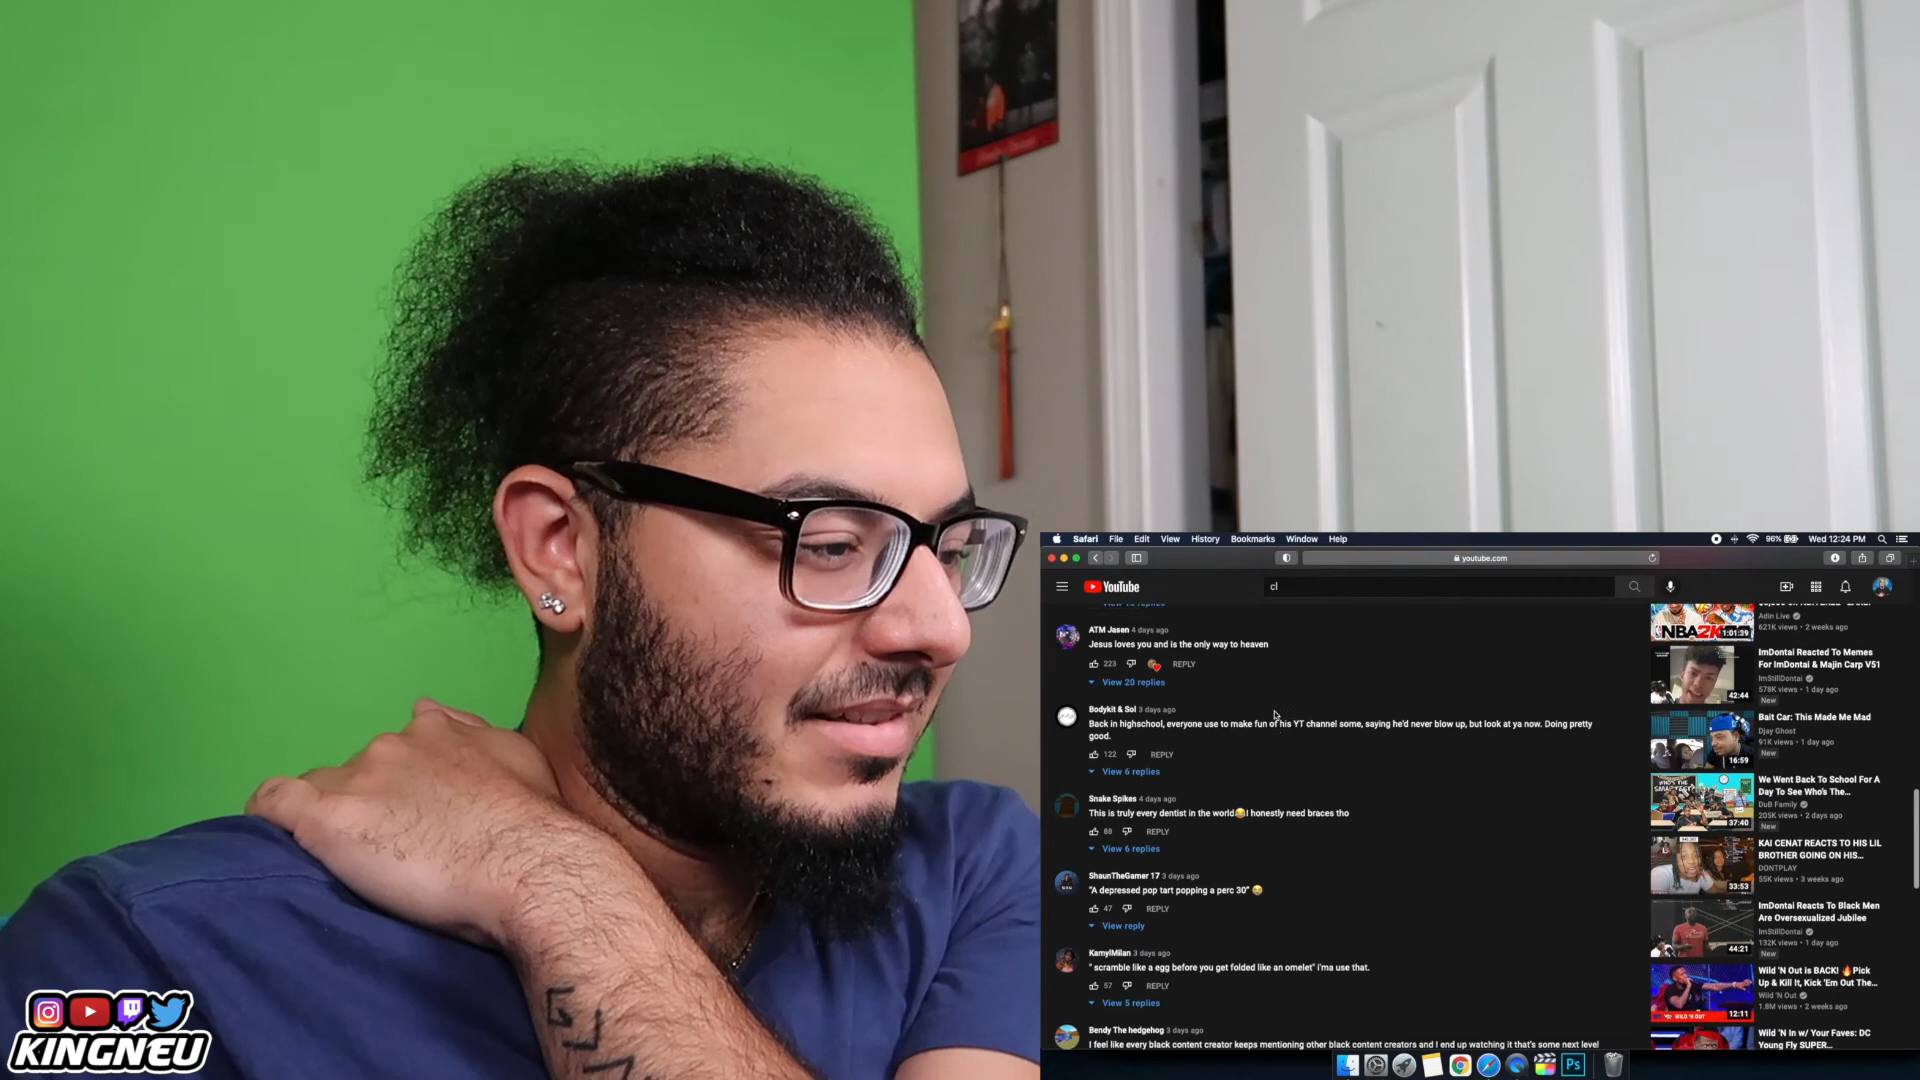 Safari File Edit View History Bookmarks Window Help
96% Wed 12:24 PM
youtube.com
YouTube
cl
ATM Jasen 4 days ago
Jesus loves you and is the only way to heaven
223 REPLY
View 20 replies
Bodykit & Sol 3 days ago
Back in highschool, everyone use to make fun of his YT channel some, saying he'd never blow up, but look at ya now. Doing pretty
good.
122 REPLY
View 6 replies
Snake Spikes 4 days ago
This is truly every dentist in the world😂I honestly need braces tho
88 REPLY
View 6 replies
ShaunTheGamer 17 3 days ago
"A depressed pop tart popping a perc 30" 😂
47 REPLY
View reply
KamylMilan 3 days ago
" scramble like a egg before you get folded like an omelet" i'ma use that.
57 REPLY
View 5 replies
Bendy The hedgehog 3 days ago
I feel like every black content creator keeps mentioning other black content creators and I end up watching it that's some next level
NBA2K
1:01:39
Adin Live
621K views • 2 weeks ago
ImDontai Reacted To Memes
For ImDontai & Majin Carp V51
ImStillDontai
578K views • 1 day ago
42:44
Bait Car: This Made Me Mad
Djay Ghost
91K views • 1 day ago
New
16:59
We Went Back To School For A
Day To See Who's The...
DuB Family
205K views • 2 days ago
New
37:40
KAI CENAT REACTS TO HIS LIL
BROTHER GOING ON HIS...
DONTPLAY
55K views • 3 weeks ago
33:53
ImDontai Reacts To Black Men
Are Oversexualized Jubilee
ImStillDontai
132K views • 1 day ago
New
44:21
Wild 'N Out is BACK! 🔥Pick
Up & Kill It, Kick 'Em Out The...
Wild 'N Out
1.8M views • 2 weeks ago
WILD 'N OUT
12:11
Wild 'N In w/ Your Faves: DC
Young Fly SUPER...
Ps
KINGNEU